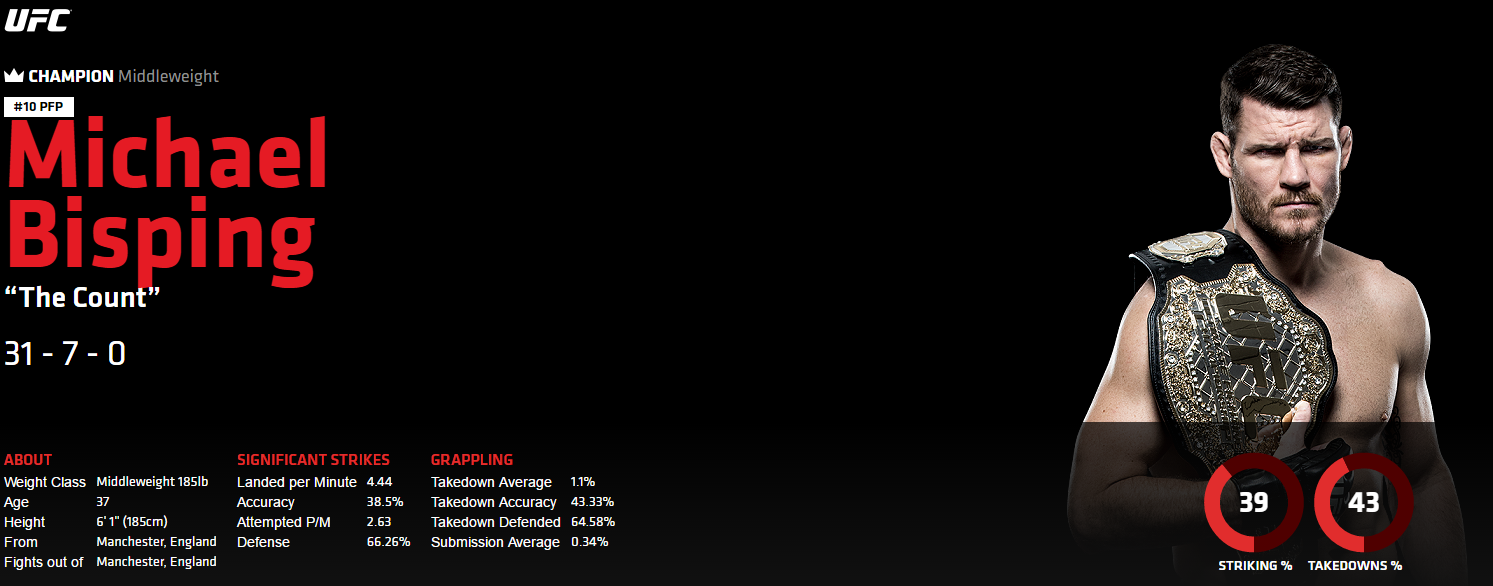 UFC
CHAMPION Middleweight
#10 PFP
Michael
Bisping
“The Count”
31 - 7 - 0
ABOUT
Weight Class Middleweight 185lb
Age 37
Height 6' 1" (185cm)
From Manchester, England
Fights out of Manchester, England
SIGNIFICANT STRIKES
Landed per Minute 4.44
Accuracy 38.5%
Attempted P/M 2.63
Defense 66.26%
GRAPPLING
Takedown Average 1.1%
Takedown Accuracy 43.33%
Takedown Defended 64.58%
Submission Average 0.34%
UFC
39
STRIKING %
43
TAKEDOWNS %